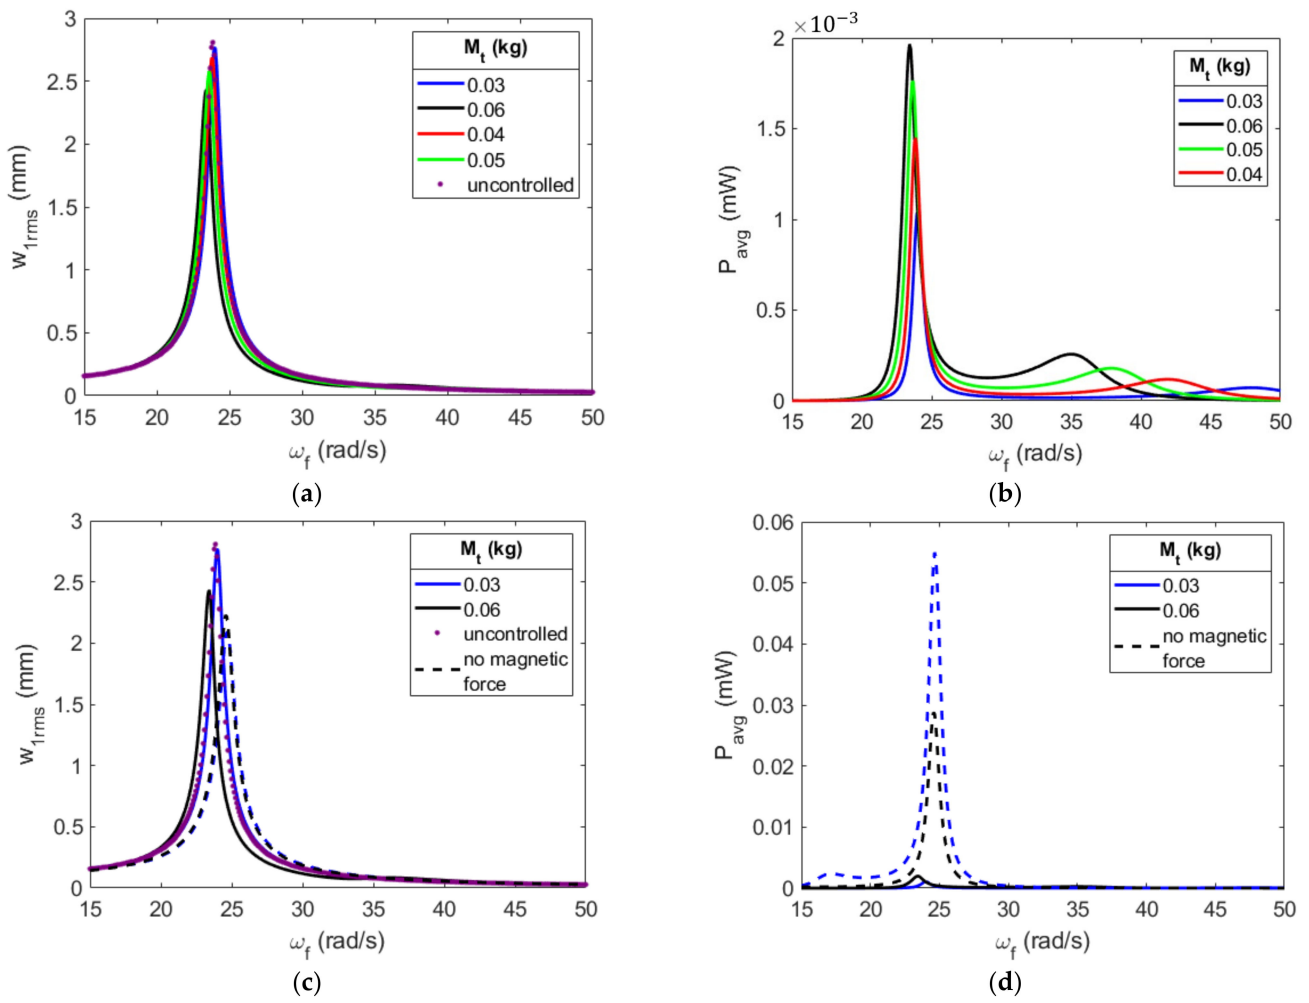 3
2.5
2
1.5
1
0.5
0
15 20 25 30 35 40 45 50
w1rms (mm)
ωf (rad/s)
Mt (kg)
0.03
0.06
0.04
0.05
uncontrolled
(a)
×10−3
2
1.5
1
0.5
0
15 20 25 30 35 40 45 50
Pavg (mW)
ωf (rad/s)
Mt (kg)
0.03
0.06
0.05
0.04
(b)
3
2.5
2
1.5
1
0.5
0
15 20 25 30 35 40 45 50
w1rms (mm)
ωf (rad/s)
Mt (kg)
0.03
0.06
uncontrolled
no magnetic
force
(c)
0.06
0.05
0.04
0.03
0.02
0.01
0
15 20 25 30 35 40 45 50
Pavg (mW)
ωf (rad/s)
Mt (kg)
0.03
0.06
no magnetic
force
(d)